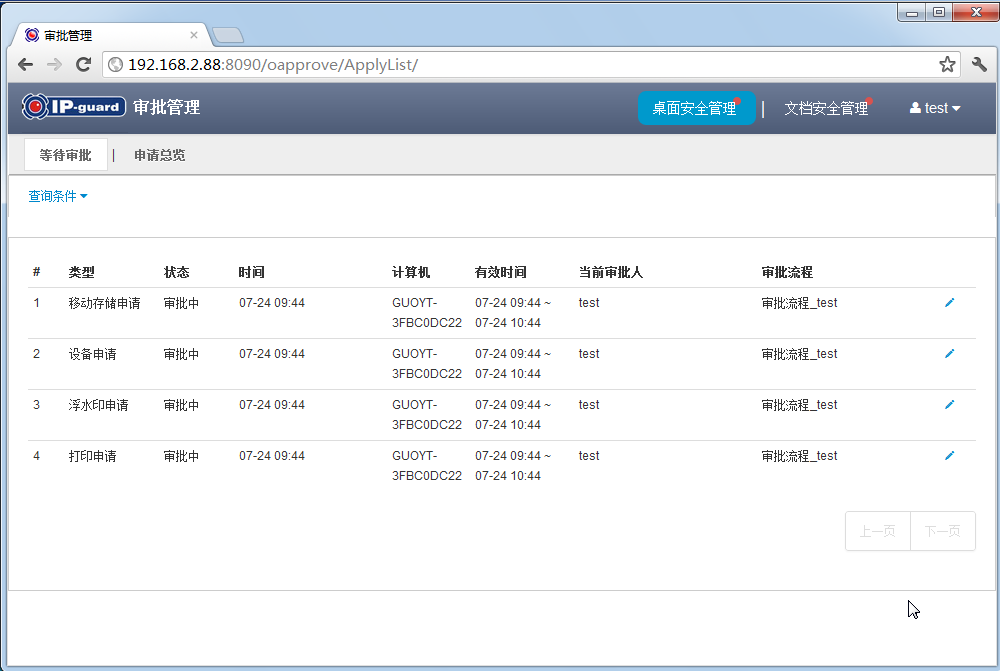 审批管理
192.168.2.88:8090/oapprove/ApplyList/
IP-guard 审批管理 桌面安全管理 | 文档安全管理 test
等待审批 | 申请总览
查询条件
# 类型 状态 时间 计算机 有效时间 当前审批人 审批流程
1 移动存储申请 审批中 07-24 09:44 GUOYT- 07-24 09:44 ~ test 审批流程_test
3FBC0DC22 07-24 10:44
2 设备申请 审批中 07-24 09:44 GUOYT- 07-24 09:44 ~ test 审批流程_test
3FBC0DC22 07-24 10:44
3 浮水印申请 审批中 07-24 09:44 GUOYT- 07-24 09:44 ~ test 审批流程_test
3FBC0DC22 07-24 10:44
4 打印申请 审批中 07-24 09:44 GUOYT- 07-24 09:44 ~ test 审批流程_test
3FBC0DC22 07-24 10:44
上一页 下一页